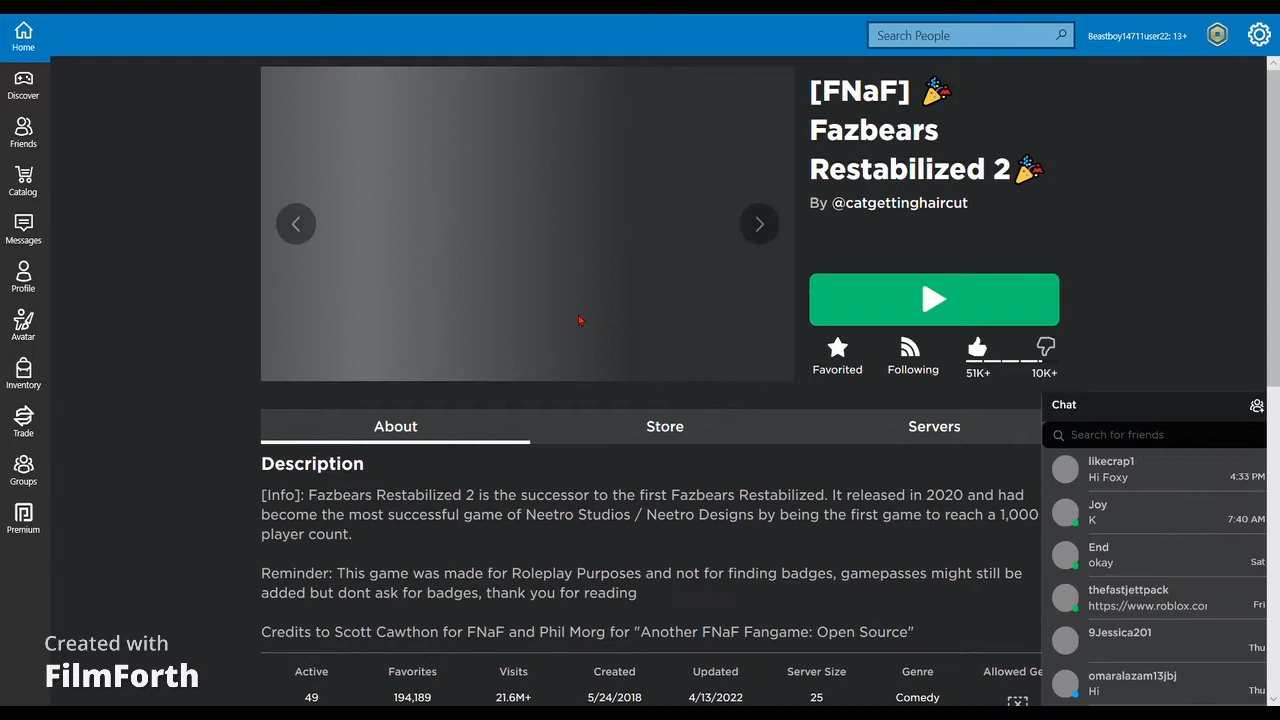 Home
Search People
Beastboy14711user22: 13+
Discover
Friends
Catalog
Messages
Profile
Avatar
Inventory
Trade
Groups
Premium
[FNaF] 🎉
Fazbears
Restabilized 2🎉
By @catgettinghaircut
Favorited
Following
51K+
10K+
About
Store
Servers
Description
[Info]: Fazbears Restabilized 2 is the successor to the first Fazbears Restabilized. It released in 2020 and had
become the most successful game of Neetro Studios / Neetro Designs by being the first game to reach a 1,000
player count.
Reminder: This game was made for Roleplay Purposes and not for finding badges, gamepasses might still be
added but dont ask for badges, thank you for reading
Credits to Scott Cawthon for FNaF and Phil Morg for "Another FNaF Fangame: Open Source"
Active Favorites Visits Created Updated Server Size Genre Allowed Ge
49 194,189 21.6M+ 5/24/2018 4/13/2022 25 Comedy
Chat
Search for friends
likecrap1
Hi Foxy 4:33 PM
Joy
K 7:40 AM
End
okay Sat
thefastjettpack
https://www.roblox.co Fri
9Jessica201
Thu
omaralazam13jbj
Hi Thu
Created with
FilmForth